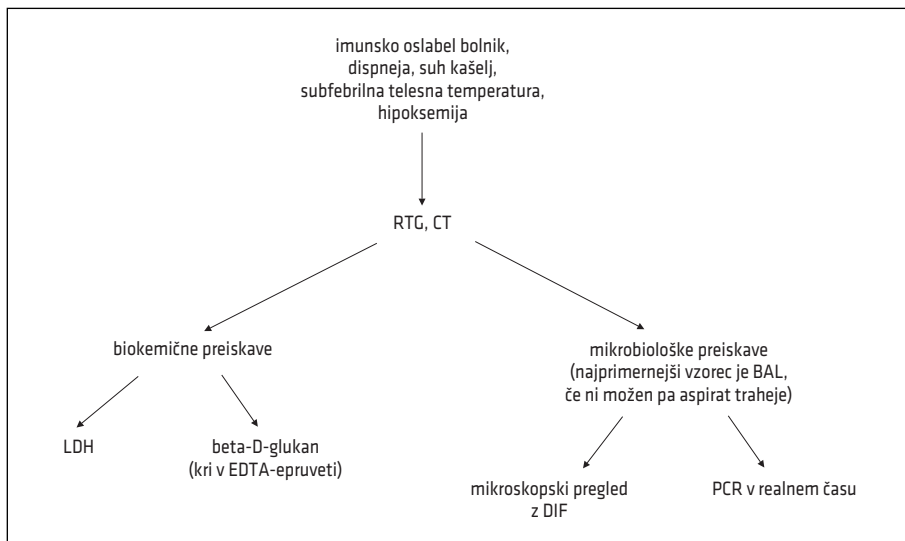 imunsko oslabel bolnik,
dispneja, suh kašelj,
subfebrilna telesna temperatura,
hipoksemija
RTG, CT
biokemične preiskave
mikrobiološke preiskave
(najprimernejši vzorec je BAL,
če ni možen pa aspirat traheje)
LDH
beta-D-glukan
(kri v EDTA-epruveti)
mikroskopski pregled
z DIF
PCR v realnem času